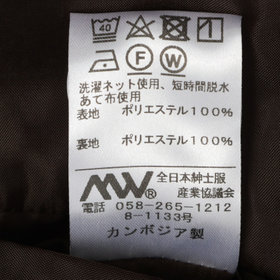 40
F W
洗濯ネット使用、短時間脱水
あて布使用
表地 ポリエステル100%
裏地 ポリエステル100%
MW® 全日本紳士服
産業協議会
電話 058-265-1212
8-1133号
カンボジア製